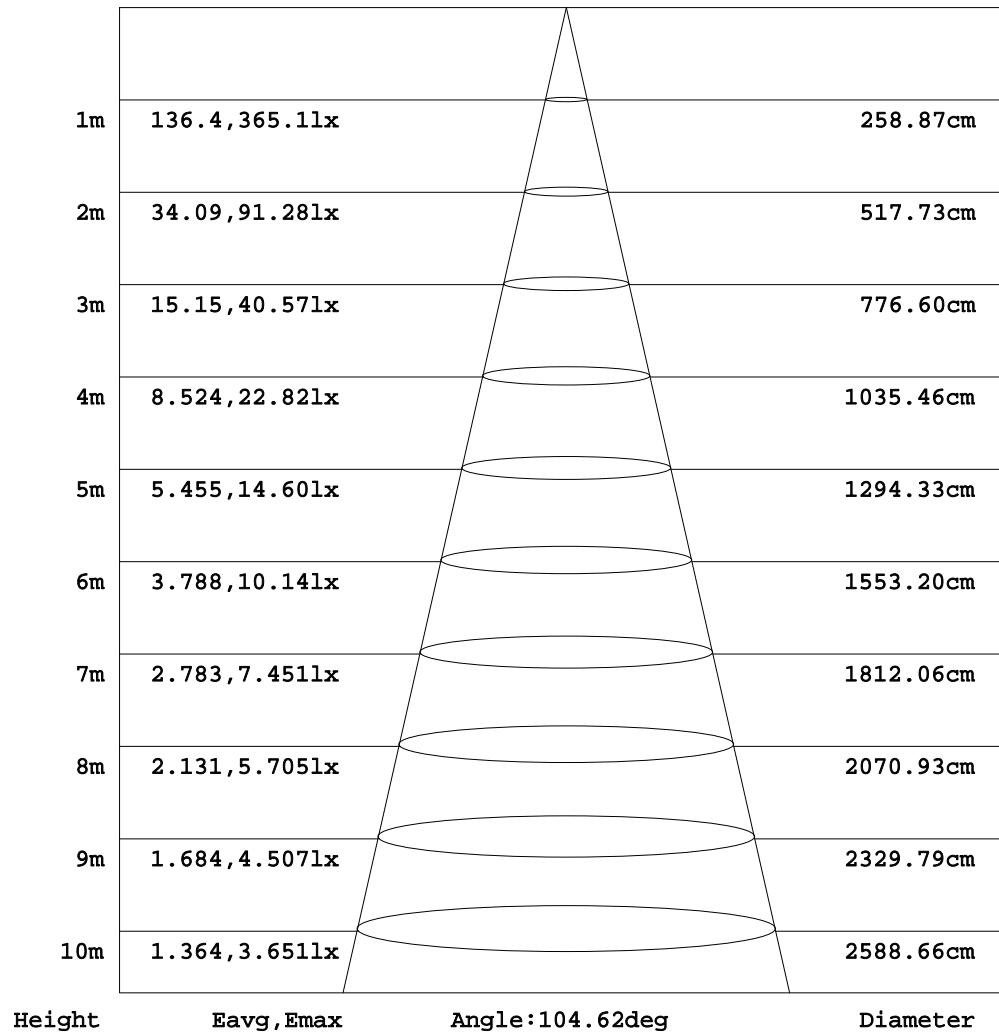 1m 136.4,365.1lx 258.87cm
2m 34.09,91.28lx 517.73cm
3m 15.15,40.57lx 776.60cm
4m 8.524,22.82lx 1035.46cm
5m 5.455,14.60lx 1294.33cm
6m 3.788,10.14lx 1553.20cm
7m 2.783,7.451lx 1812.06cm
8m 2.131,5.705lx 2070.93cm
9m 1.684,4.507lx 2329.79cm
10m 1.364,3.651lx 2588.66cm
Height Eavg,Emax Angle:104.62deg Diameter